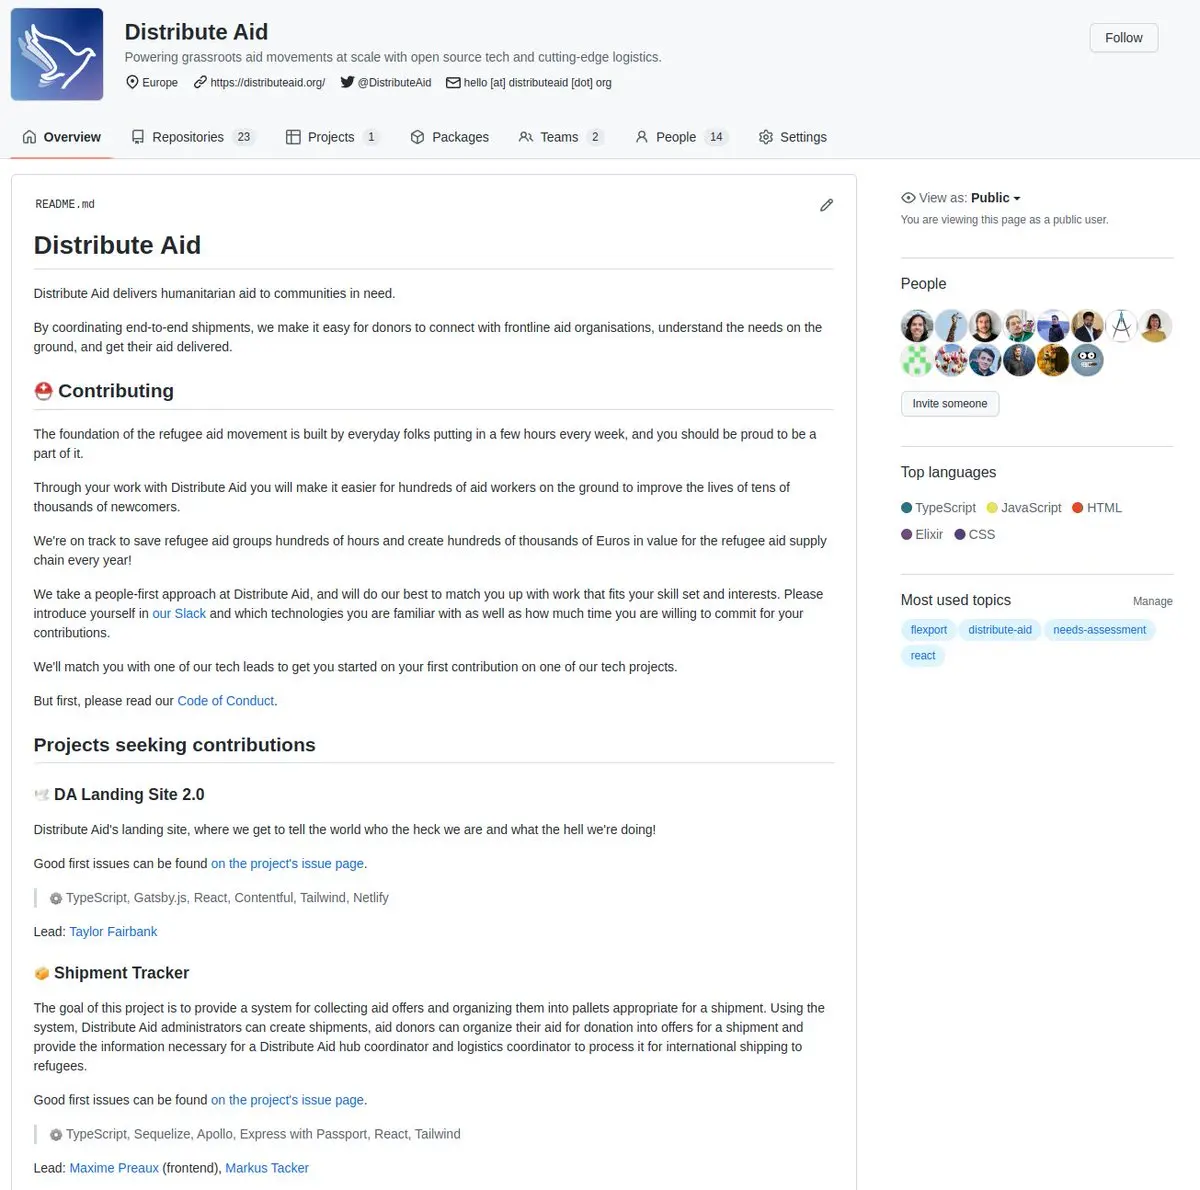 Distribute Aid
Powering grassroots aid movements at scale with open source tech and cutting-edge logistics.
Europe https://distributeaid.org/ @DistributeAid hello [at] distributeaid [dot] org
Follow
Overview Repositories 23 Projects 1 Packages Teams 2 People 14 Settings
README.md
Distribute Aid
Distribute Aid delivers humanitarian aid to communities in need.
By coordinating end-to-end shipments, we make it easy for donors to connect with frontline aid organisations, understand the needs on the
ground, and get their aid delivered.
Contributing
The foundation of the refugee aid movement is built by everyday folks putting in a few hours every week, and you should be proud to be a
part of it.
Through your work with Distribute Aid you will make it easier for hundreds of aid workers on the ground to improve the lives of tens of
thousands of newcomers.
We're on track to save refugee aid groups hundreds of hours and create hundreds of thousands of Euros in value for the refugee aid supply
chain every year!
We take a people-first approach at Distribute Aid, and will do our best to match you up with work that fits your skill set and interests. Please
introduce yourself in our Slack and which technologies you are familiar with as well as how much time you are willing to commit for your
contributions.
We'll match you with one of our tech leads to get you started on your first contribution on one of our tech projects.
But first, please read our Code of Conduct.
Projects seeking contributions
DA Landing Site 2.0
Distribute Aid's landing site, where we get to tell the world who the heck we are and what the hell we're doing!
Good first issues can be found on the project's issue page.
TypeScript, Gatsby.js, React, Contentful, Tailwind, Netlify
Lead: Taylor Fairbank
Shipment Tracker
The goal of this project is to provide a system for collecting aid offers and organizing them into pallets appropriate for a shipment. Using the
system, Distribute Aid administrators can create shipments, aid donors can organize their aid for donation into offers for a shipment and
provide the information necessary for a Distribute Aid hub coordinator and logistics coordinator to process it for international shipping to
refugees.
Good first issues can be found on the project's issue page.
TypeScript, Sequelize, Apollo, Express with Passport, React, Tailwind
Lead: Maxime Preaux (frontend), Markus Tacker
View as: Public
You are viewing this page as a public user.
People
Invite someone
Top languages
TypeScript JavaScript HTML
Elixir CSS
Most used topics Manage
flexport distribute-aid needs-assessment
react